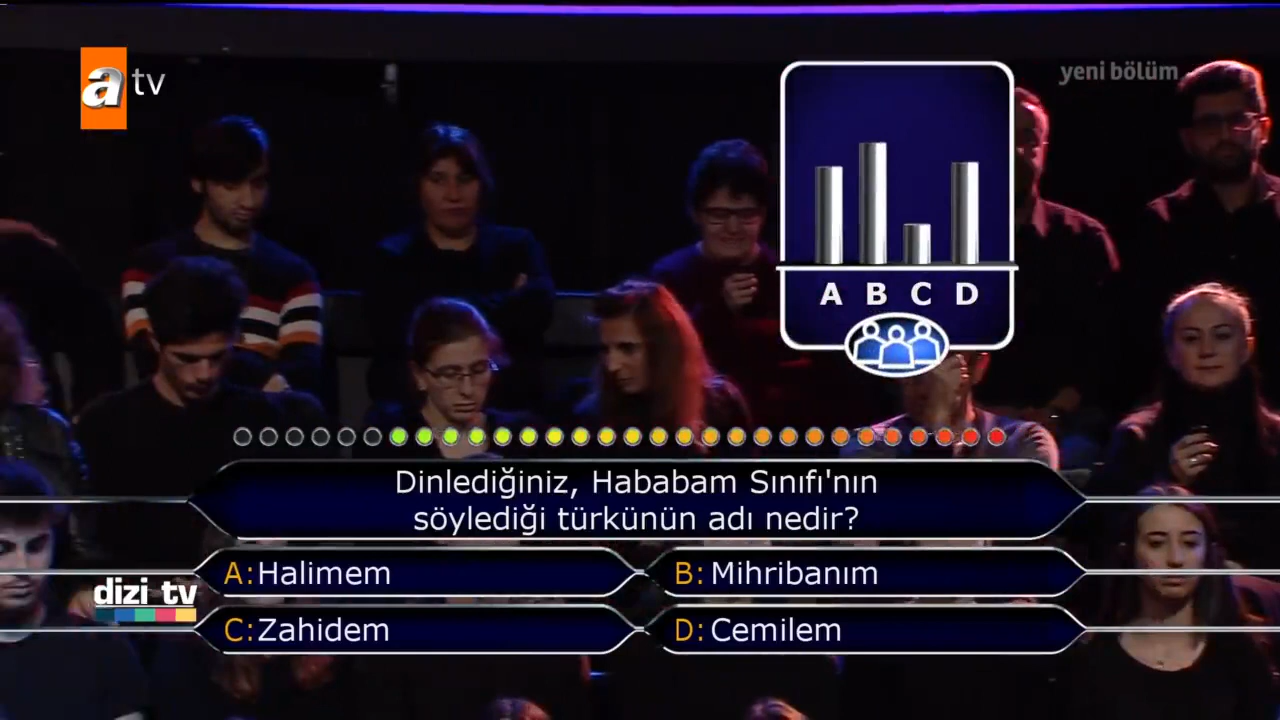 atv
yeni bölüm
A B C D
Dinlediğiniz, Hababam Sınıfı'nın
söylediği türkünün adı nedir?
A:Halimem
B: Mihribanım
dizi tv
C:Zahidem
D: Cemilem